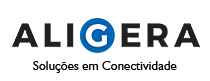 ALIGERA
Soluções em Conectividade